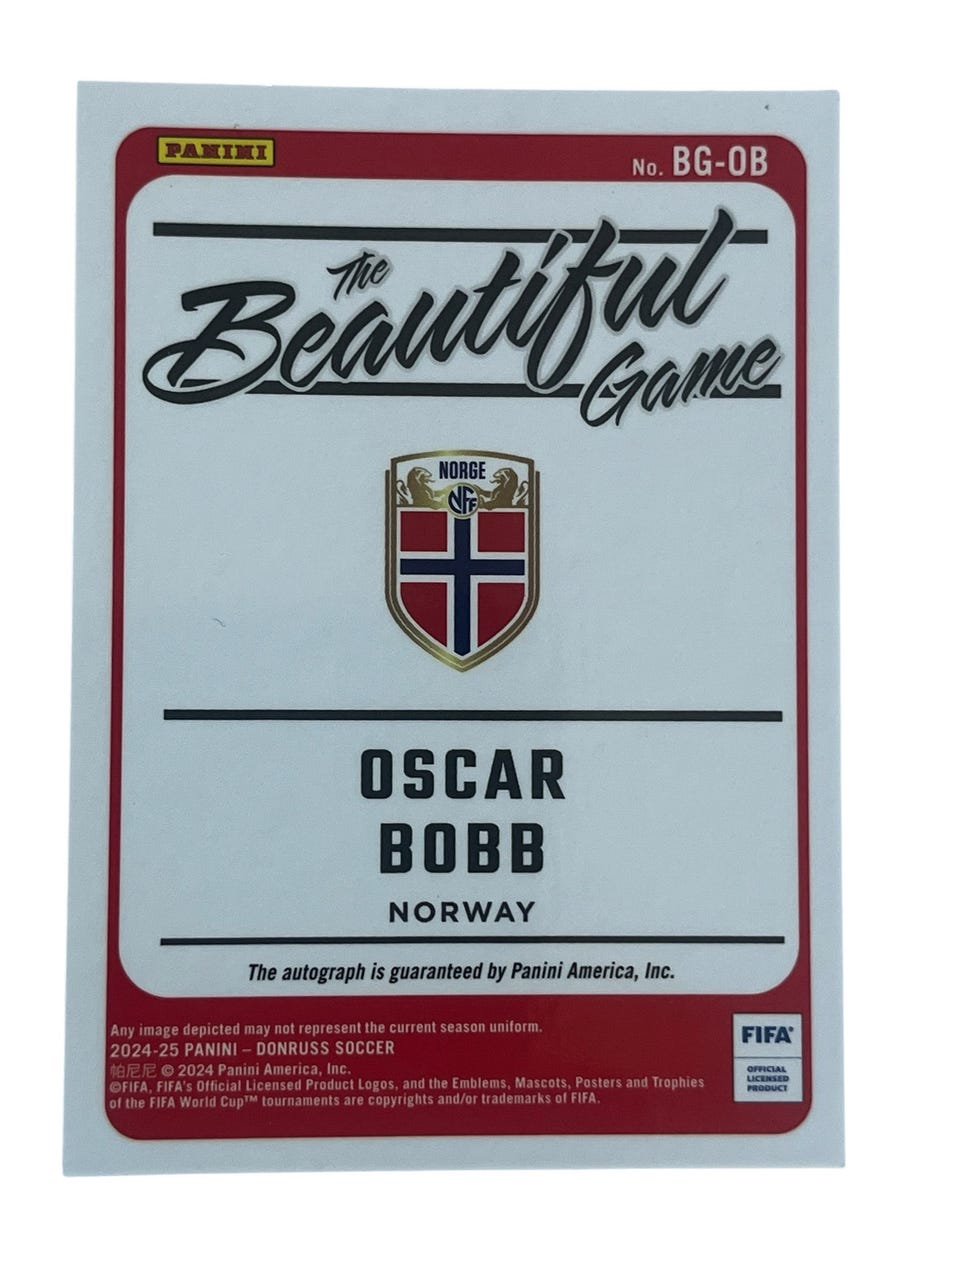 PANINI
No. BG-OB
The
Beautiful
Game
NORGE
NFF
OSCAR
BOBB
NORWAY
The autograph is guaranteed by Panini America, Inc.
Any image depicted may not represent the current season uniform.
2024-25 PANINI – DONRUSS SOCCER
帕尼尼 © 2024 Panini America, Inc.
©FIFA, FIFA's Official Licensed Product Logos, and the Emblems, Mascots, Posters and Trophies
of the FIFA World Cup™ tournaments are copyrights and/or trademarks of FIFA.
FIFA®
OFFICIAL
LICENSED
PRODUCT